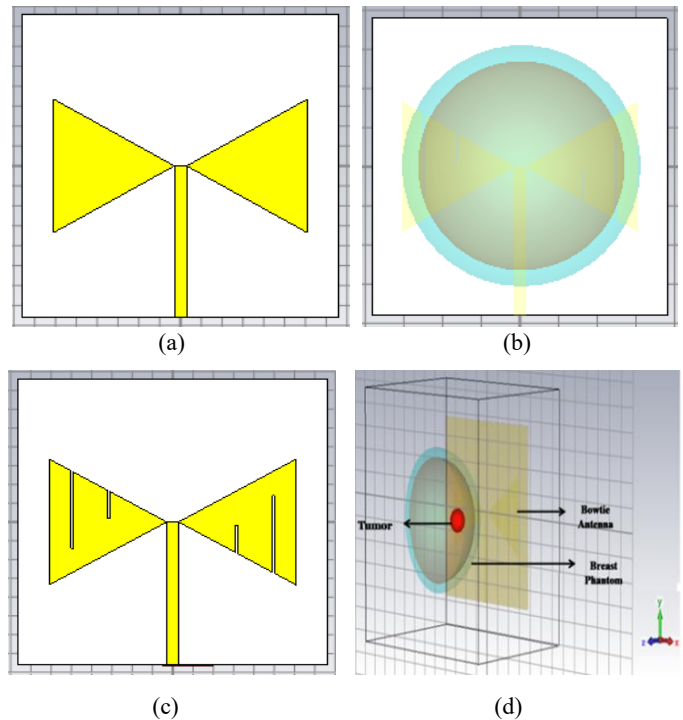 (a)
(b)
Tumor
Bowtie
Antenna
Breast
Phantom
y
z
x
(c)
(d)